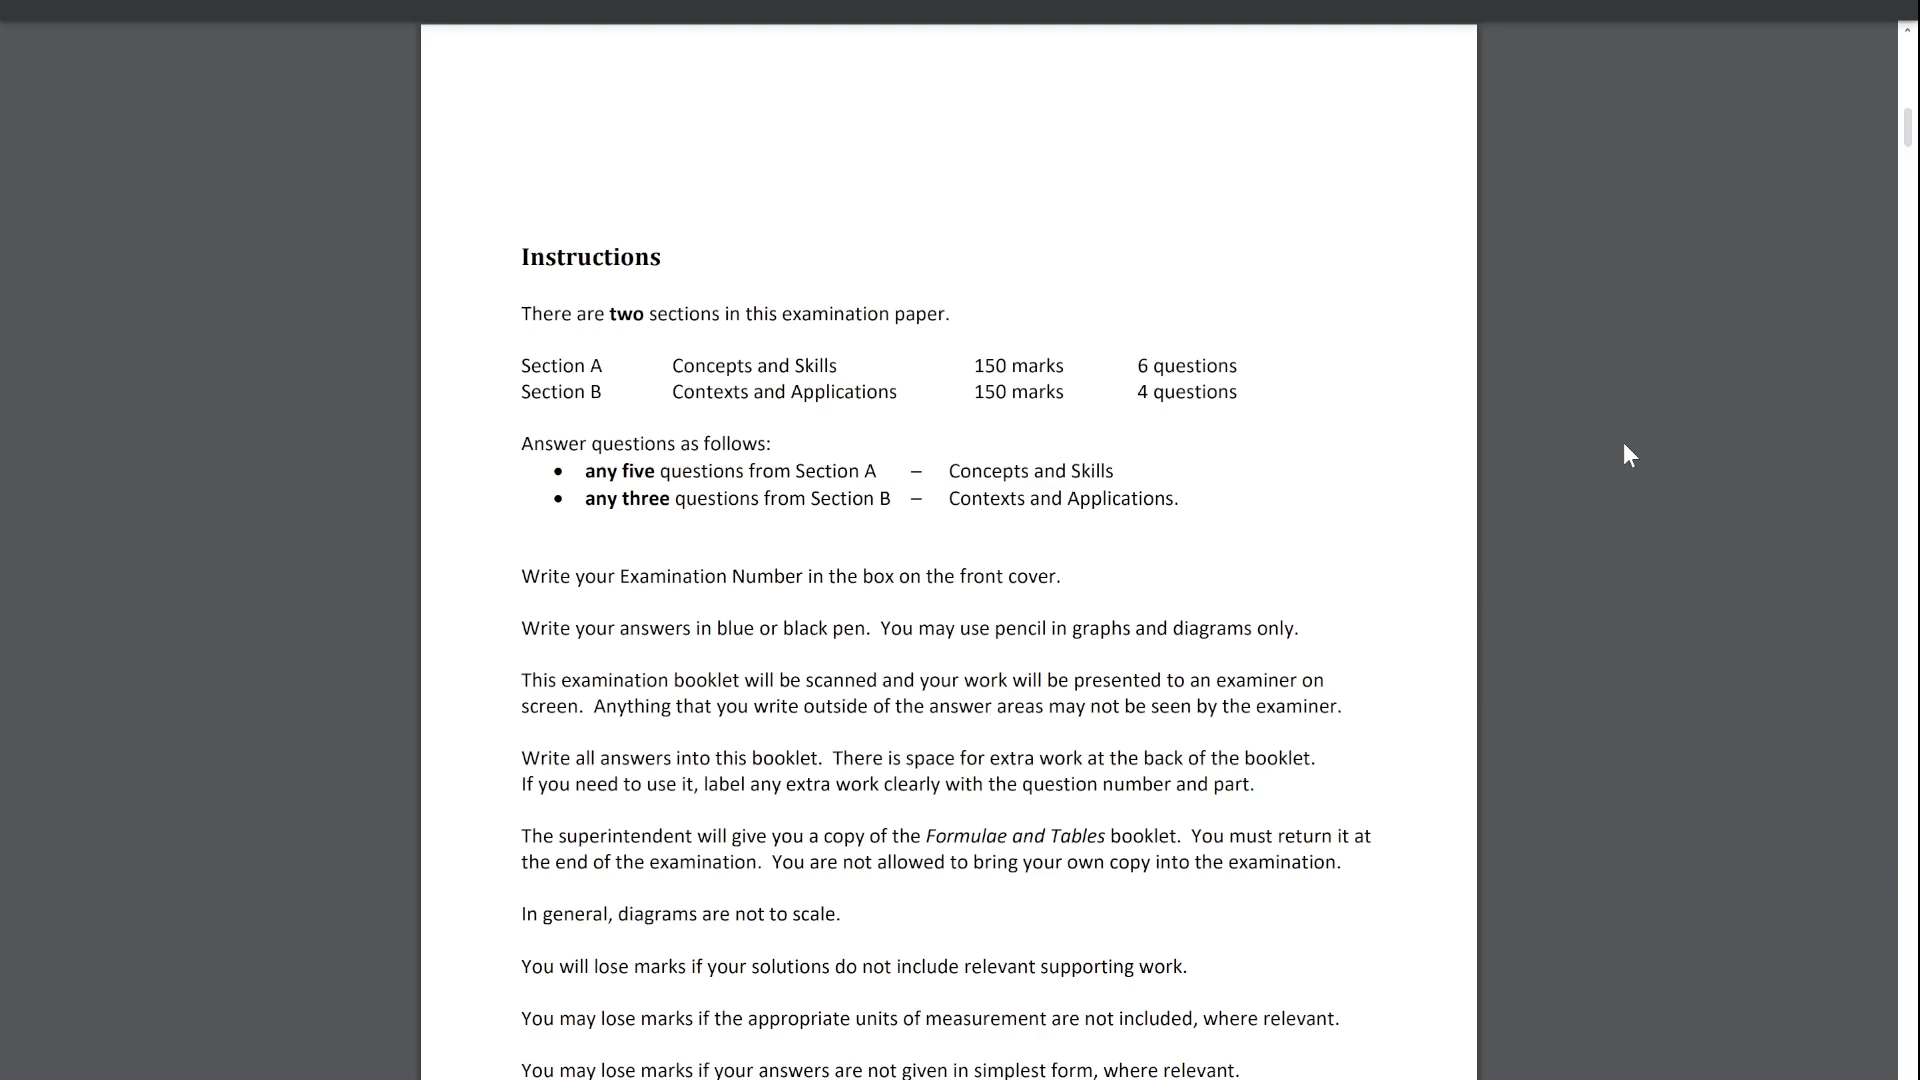 Instructions
There are two sections in this examination paper.
Section A Concepts and Skills 150 marks 6 questions
Section B Contexts and Applications 150 marks 4 questions
Answer questions as follows:
• any five questions from Section A – Concepts and Skills
• any three questions from Section B – Contexts and Applications.
Write your Examination Number in the box on the front cover.
Write your answers in blue or black pen. You may use pencil in graphs and diagrams only.
This examination booklet will be scanned and your work will be presented to an examiner on
screen. Anything that you write outside of the answer areas may not be seen by the examiner.
Write all answers into this booklet. There is space for extra work at the back of the booklet.
If you need to use it, label any extra work clearly with the question number and part.
The superintendent will give you a copy of the Formulae and Tables booklet. You must return it at
the end of the examination. You are not allowed to bring your own copy into the examination.
In general, diagrams are not to scale.
You will lose marks if your solutions do not include relevant supporting work.
You may lose marks if the appropriate units of measurement are not included, where relevant.
You may lose marks if your answers are not given in simplest form, where relevant.